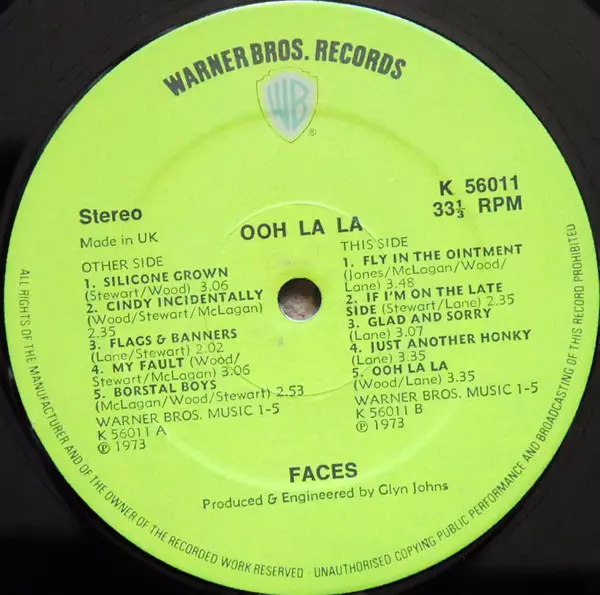 WARNER BROS. RECORDS
WB
®
Stereo
Made in UK
OOH LA LA
K 56011
33⅓ RPM
OTHER SIDE
1. SILICONE GROWN
(Stewart/Wood) 3.06
2. CINDY INCIDENTALLY
(Wood/Stewart/McLagan)
2.35
3. FLAGS & BANNERS
(Lane/Stewart) 2.02
4. MY FAULT (Wood/
Stewart/McLagan) 3.06
5. BORSTAL BOYS
(McLagan/Wood/Stewart) 2.53
WARNER BROS. MUSIC 1-5
K 56011 A
℗ 1973
THIS SIDE
1. FLY IN THE OINTMENT
(Jones/McLagan/Wood/
Lane) 3.48
2. IF I'M ON THE LATE
SIDE (Stewart/Lane) 2.35
3. GLAD AND SORRY
(Lane) 3.07
4. JUST ANOTHER HONKY
(Lane) 3.35
5. OOH LA LA
(Wood/Lane) 3.35
WARNER BROS. MUSIC 1-5
K 56011 B
℗ 1973
FACES
Produced & Engineered by Glyn Johns
ALL RIGHTS OF THE MANUFACTURER AND OF THE OWNER OF THE RECORDED WORK RESERVED · UNAUTHORISED COPYING PUBLIC PERFORMANCE AND BROADCASTING OF THIS RECORD PROHIBITED